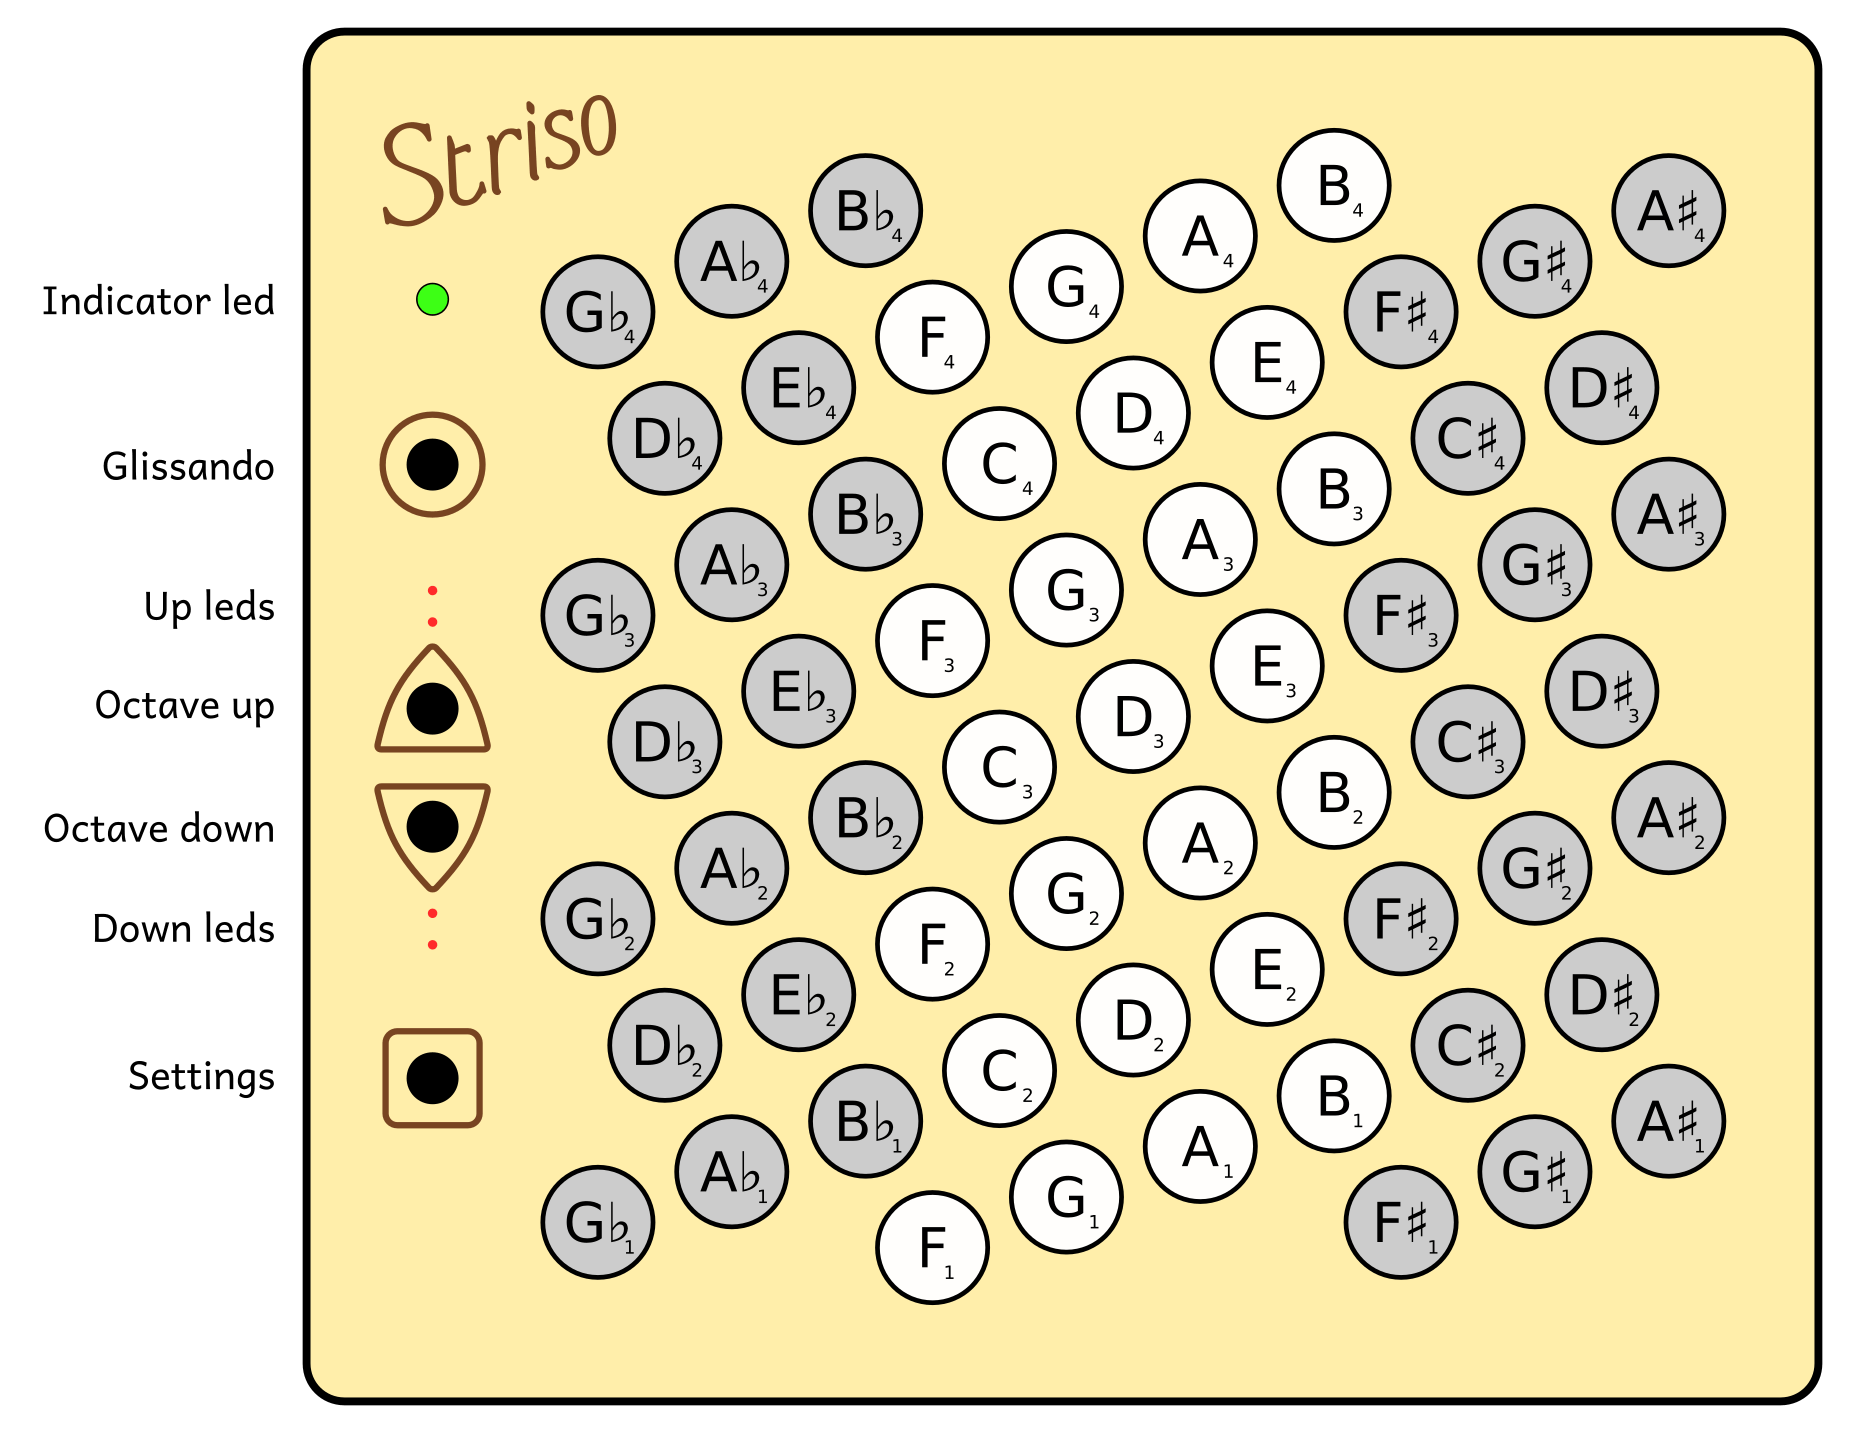 Striso
Indicator led
Glissando
Up leds
Octave up
Octave down
Down leds
Settings
B4
B♭4 A♯4
A4
A♭4 G♯4
G4
G♭4 F♯4
F4
E4
E♭4 D♯4
D4
D♭4 C♯4
C4
B3
B♭3 A♯3
A3
A♭3 G♯3
G3
G♭3 F♯3
F3
E3
E♭3 D♯3
D3
D♭3 C♯3
C3
B2
B♭2 A♯2
A2
A♭2 G♯2
G2
G♭2 F♯2
F2
E2
E♭2 D♯2
D2
D♭2 C♯2
C2
B1
B♭1 A♯1
A1
A♭1 G♯1
G1
G♭1 F♯1
F1